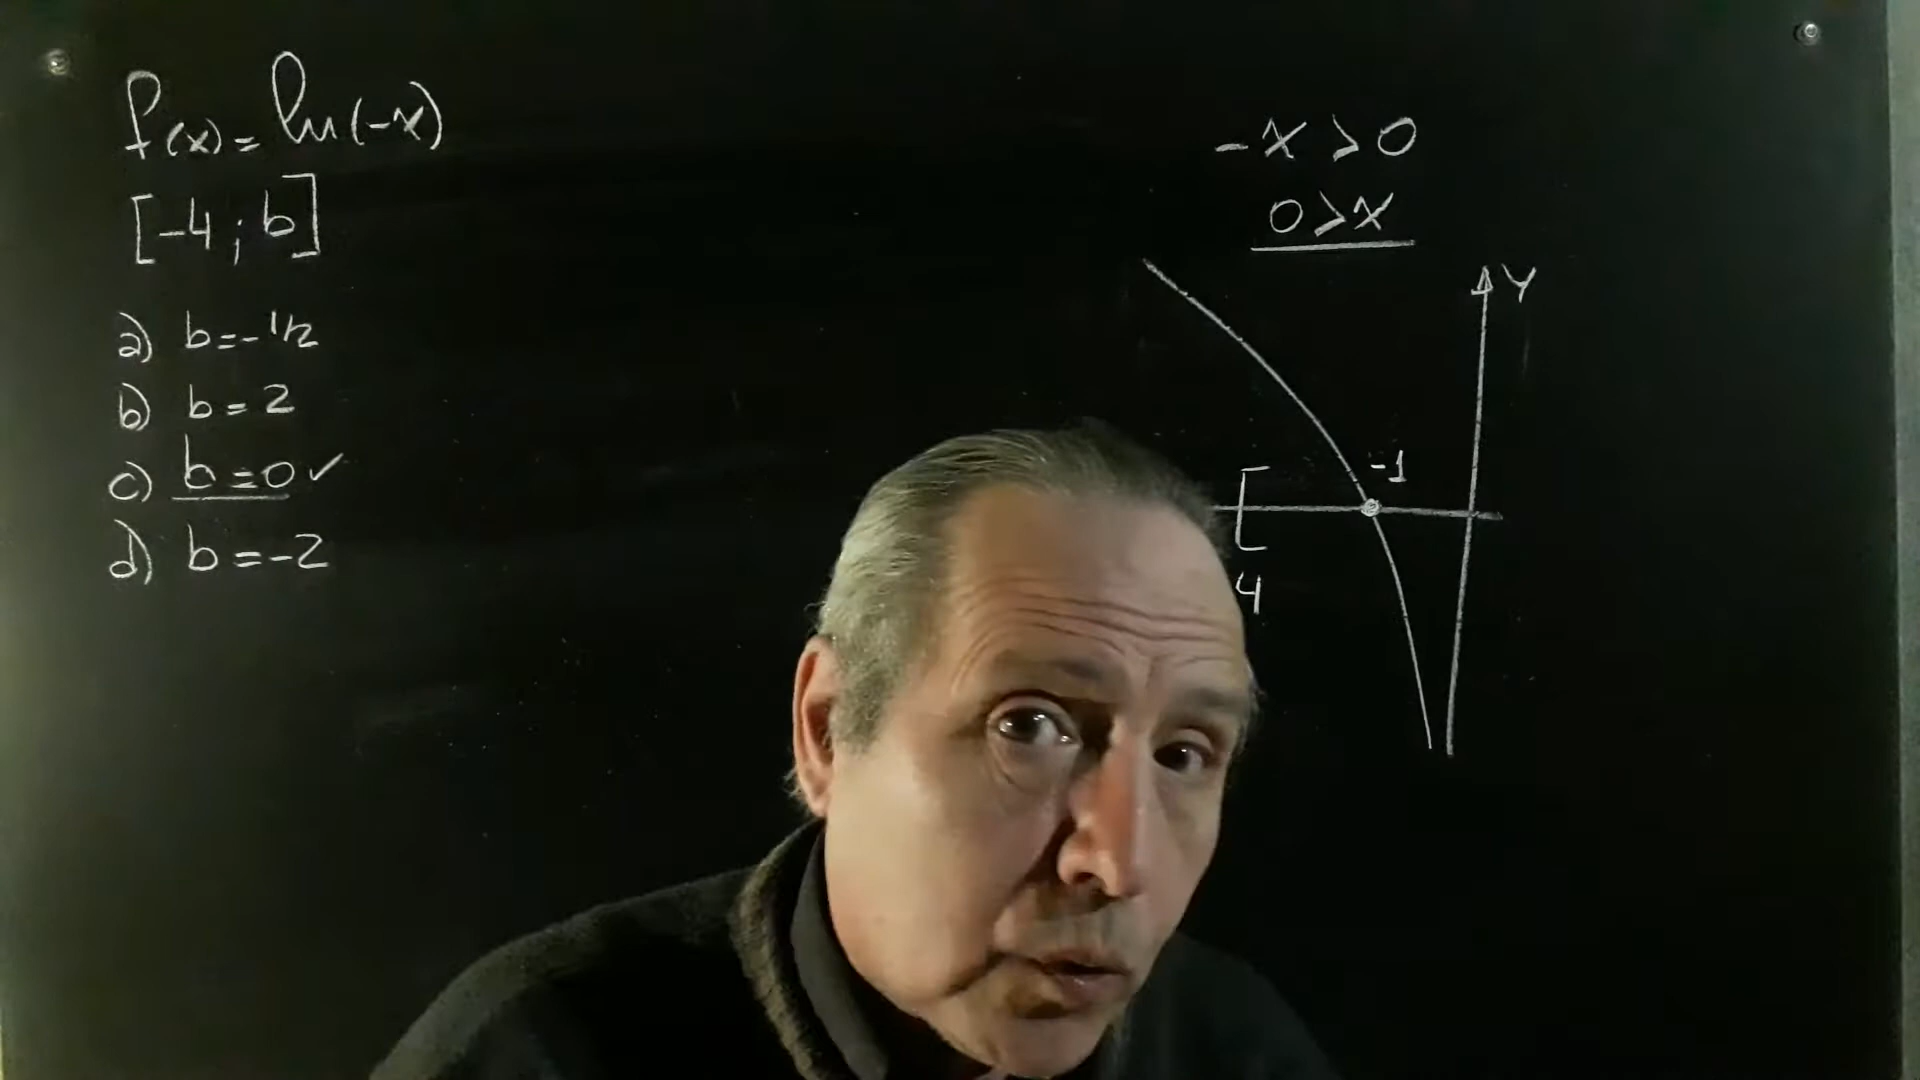 f(x) = ln(-x)
[-4 ; b]
a) b = - 1/2
b) b = 2
c) b = 0 ✓
d) b = -2
-x > 0
0 > x
Y
-1
4